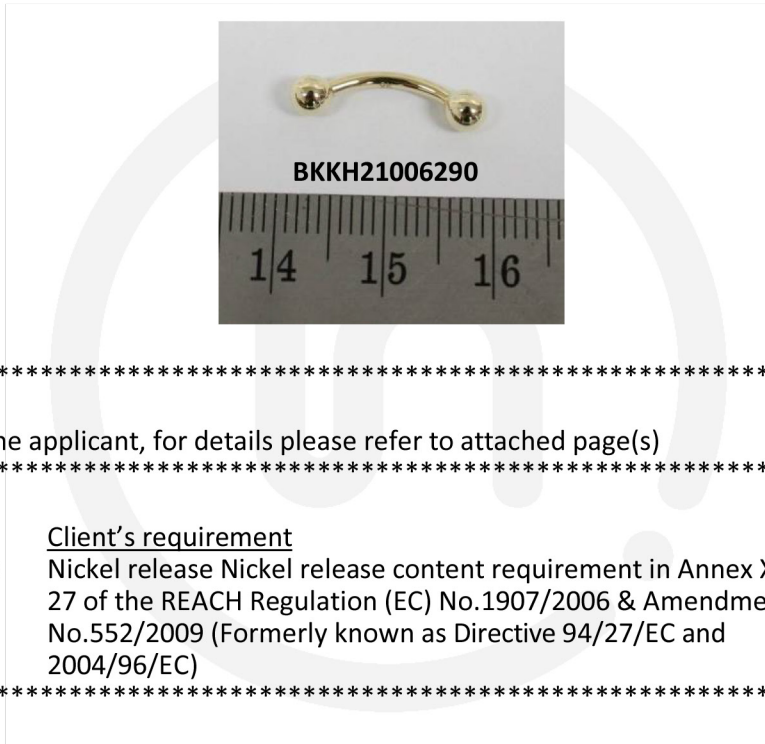 BKKH21006290
14 15 16
*****************************************************
he applicant, for details please refer to attached page(s)
*****************************************************
Client's requirement
Nickel release Nickel release content requirement in Annex X
27 of the REACH Regulation (EC) No.1907/2006 & Amendme
No.552/2009 (Formerly known as Directive 94/27/EC and
2004/96/EC)
*****************************************************